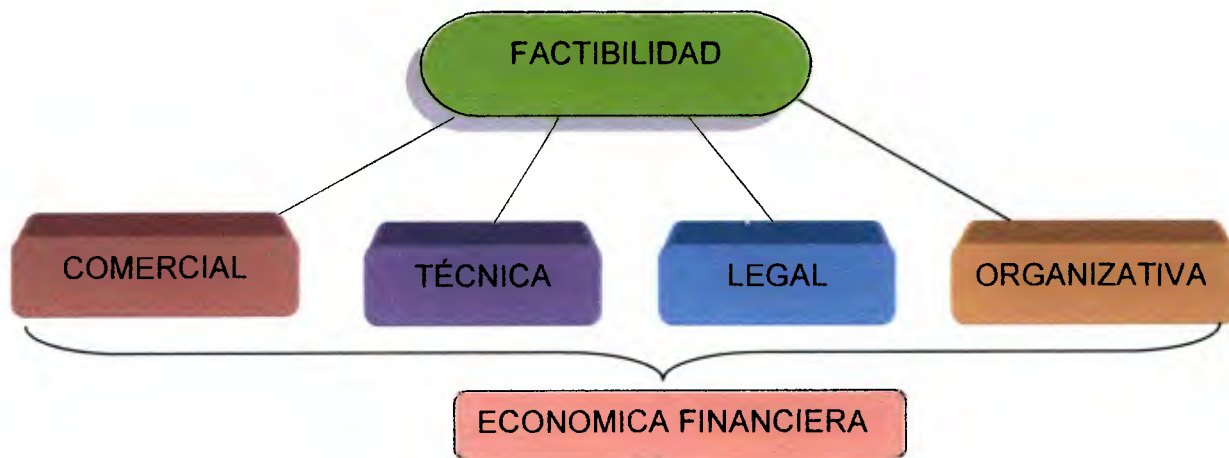 FACTIBILIDAD
COMERCIAL
TÉCNICA
LEGAL
ORGANIZATIVA
ECONOMICA FINANCIERA